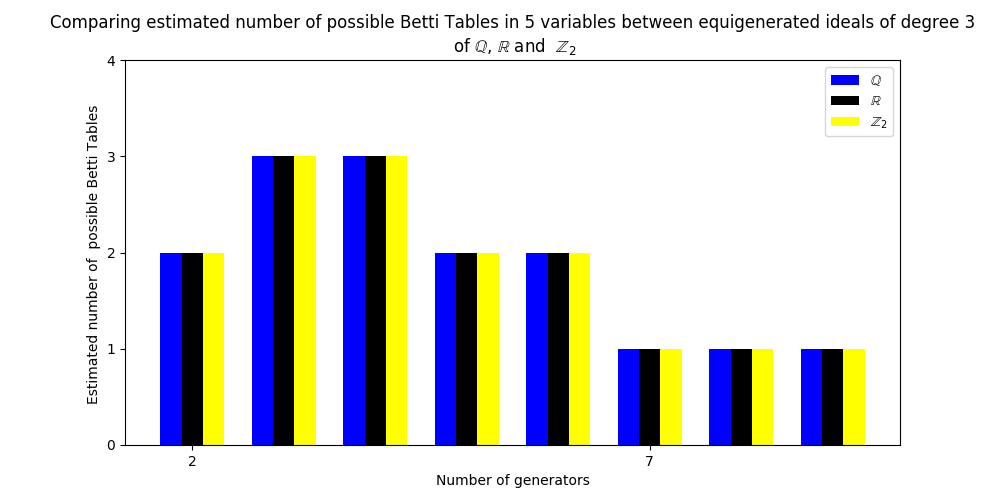 Comparing estimated number of possible Betti Tables in 5 variables between equigenerated ideals of degree 3
of ℚ, ℝ and ℤ₂
4
3
2
1
0
Estimated number of possible Betti Tables
ℚ
ℝ
ℤ₂
2 7
Number of generators